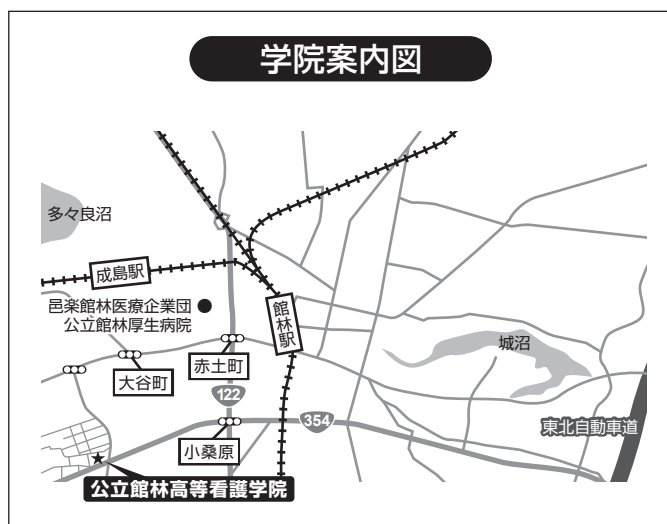 学院案内図
多々良沼
成島駅
邑楽館林医療企業団
公立館林厚生病院
館林駅
城沼
大谷町
赤土町
122
354
東北自動車道
小桑原
公立館林高等看護学院